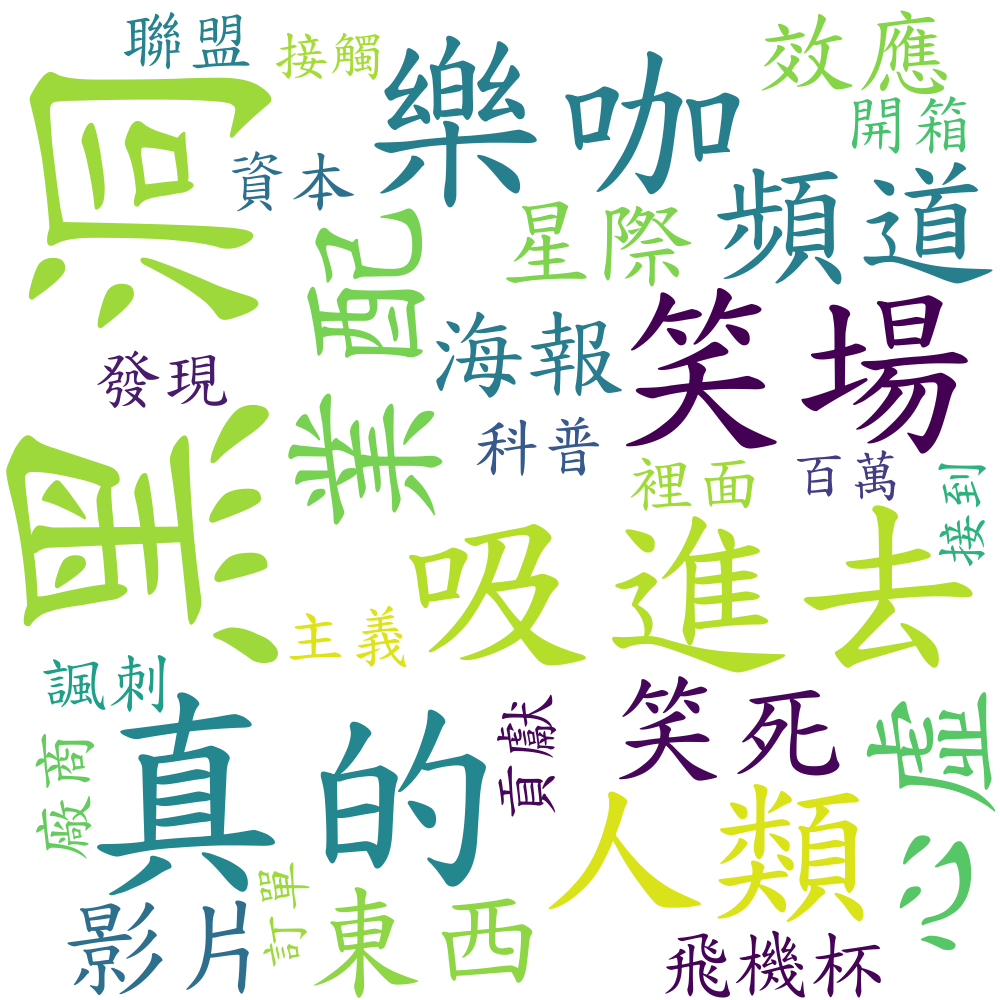 聯盟
接觸
樂咖
效應
開箱
黑洞
資本
業配
星際
頻道
發現
海報
笑場
科普
裡面
百萬
接到
吸進去
主義
諷刺
真的
貢獻
笑死
心虛
廠商
人類
影片
訂單
東西
飛機杯